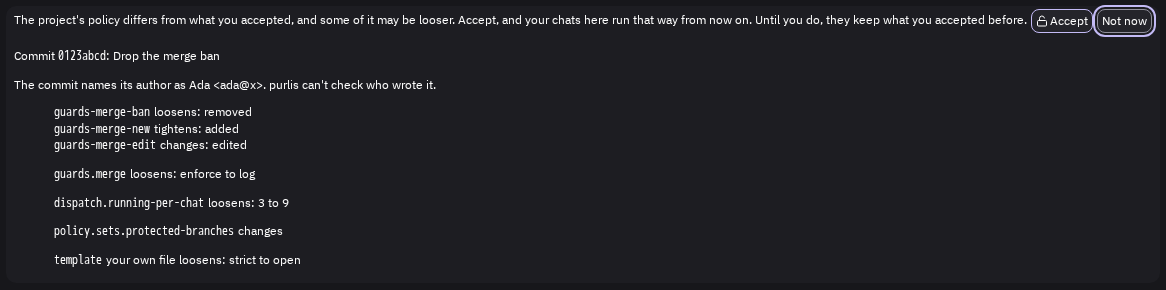 The project's policy differs from what you accepted, and some of it may be looser. Accept, and your chats here run that way from now on. Until you do, they keep what you accepted before. Accept Not now
Commit 0123abcd: Drop the merge ban
The commit names its author as Ada <ada@x>. purlis can't check who wrote it.
guards-merge-ban loosens: removed
guards-merge-new tightens: added
guards-merge-edit changes: edited
guards.merge loosens: enforce to log
dispatch.running-per-chat loosens: 3 to 9
policy.sets.protected-branches changes
template your own file loosens: strict to open